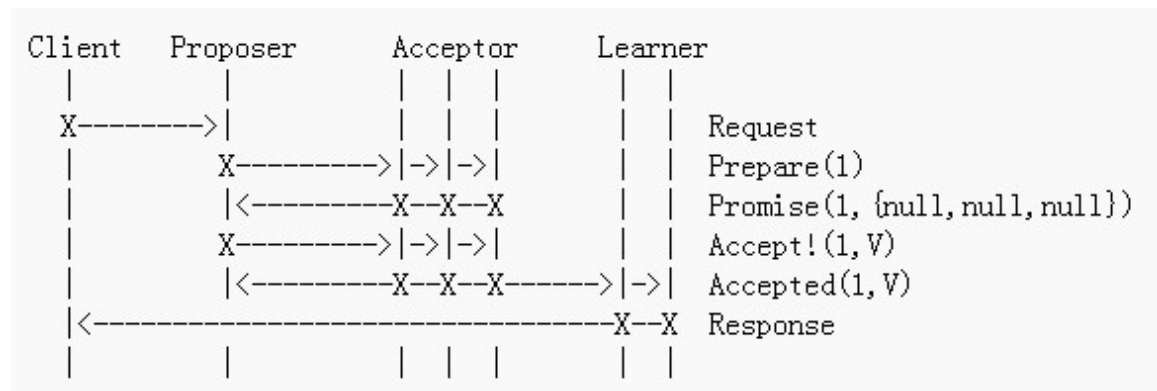 Client Proposer Acceptor Learner
| | | | | | |
X-------->| | | | | | Request
| X--------->|->|->| | | Prepare(1)
| |<---------X--X--X | | Promise(1, {null,null,null})
| X--------->|->|->| | | Accept!(1,V)
| |<---------X--X--X------>|->| Accepted(1,V)
|<---------------------------------X--X Response
| | | | | | |